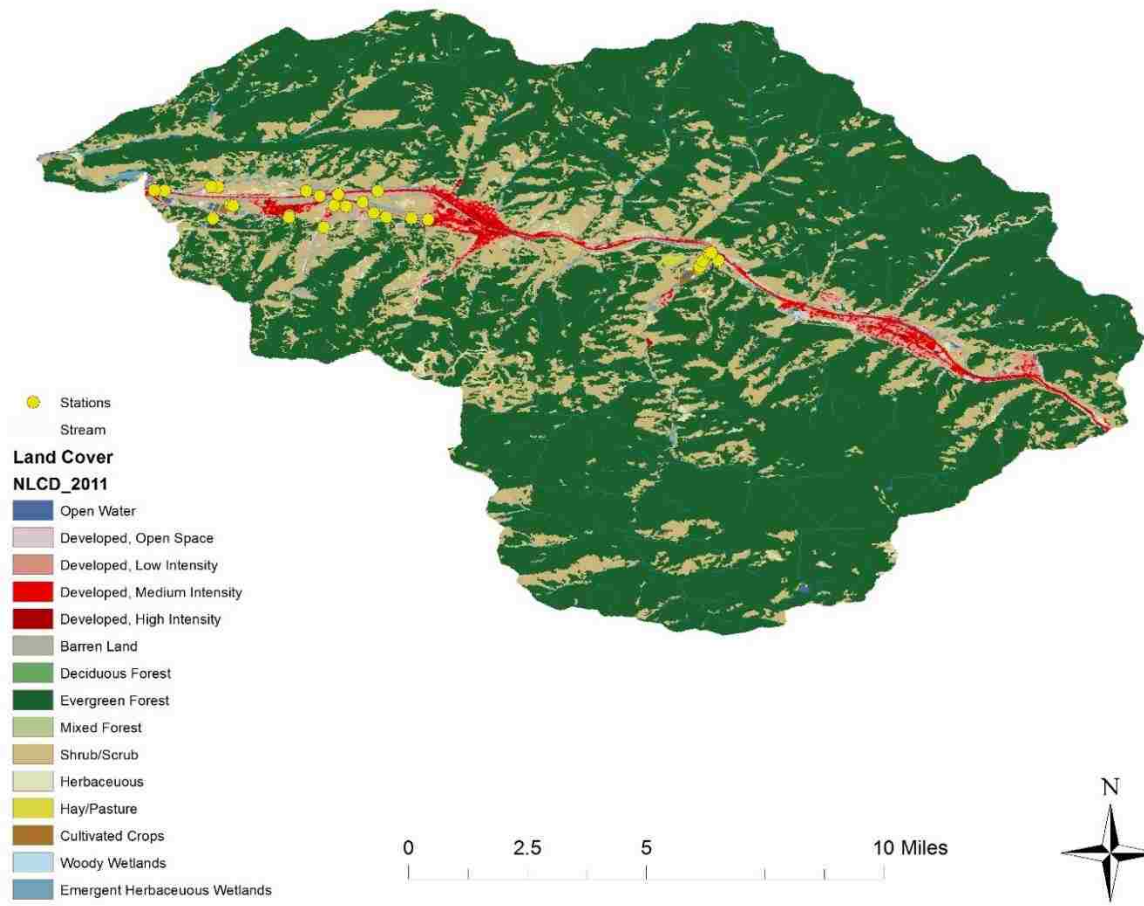 Stations
Stream
Land Cover
NLCD_2011
Open Water
Developed, Open Space
Developed, Low Intensity
Developed, Medium Intensity
Developed, High Intensity
Barren Land
Deciduous Forest
Evergreen Forest
Mixed Forest
Shrub/Scrub
Herbaceuous
Hay/Pasture
Cultivated Crops
Woody Wetlands
Emergent Herbaceuous Wetlands
0 2.5 5 10 Miles
N